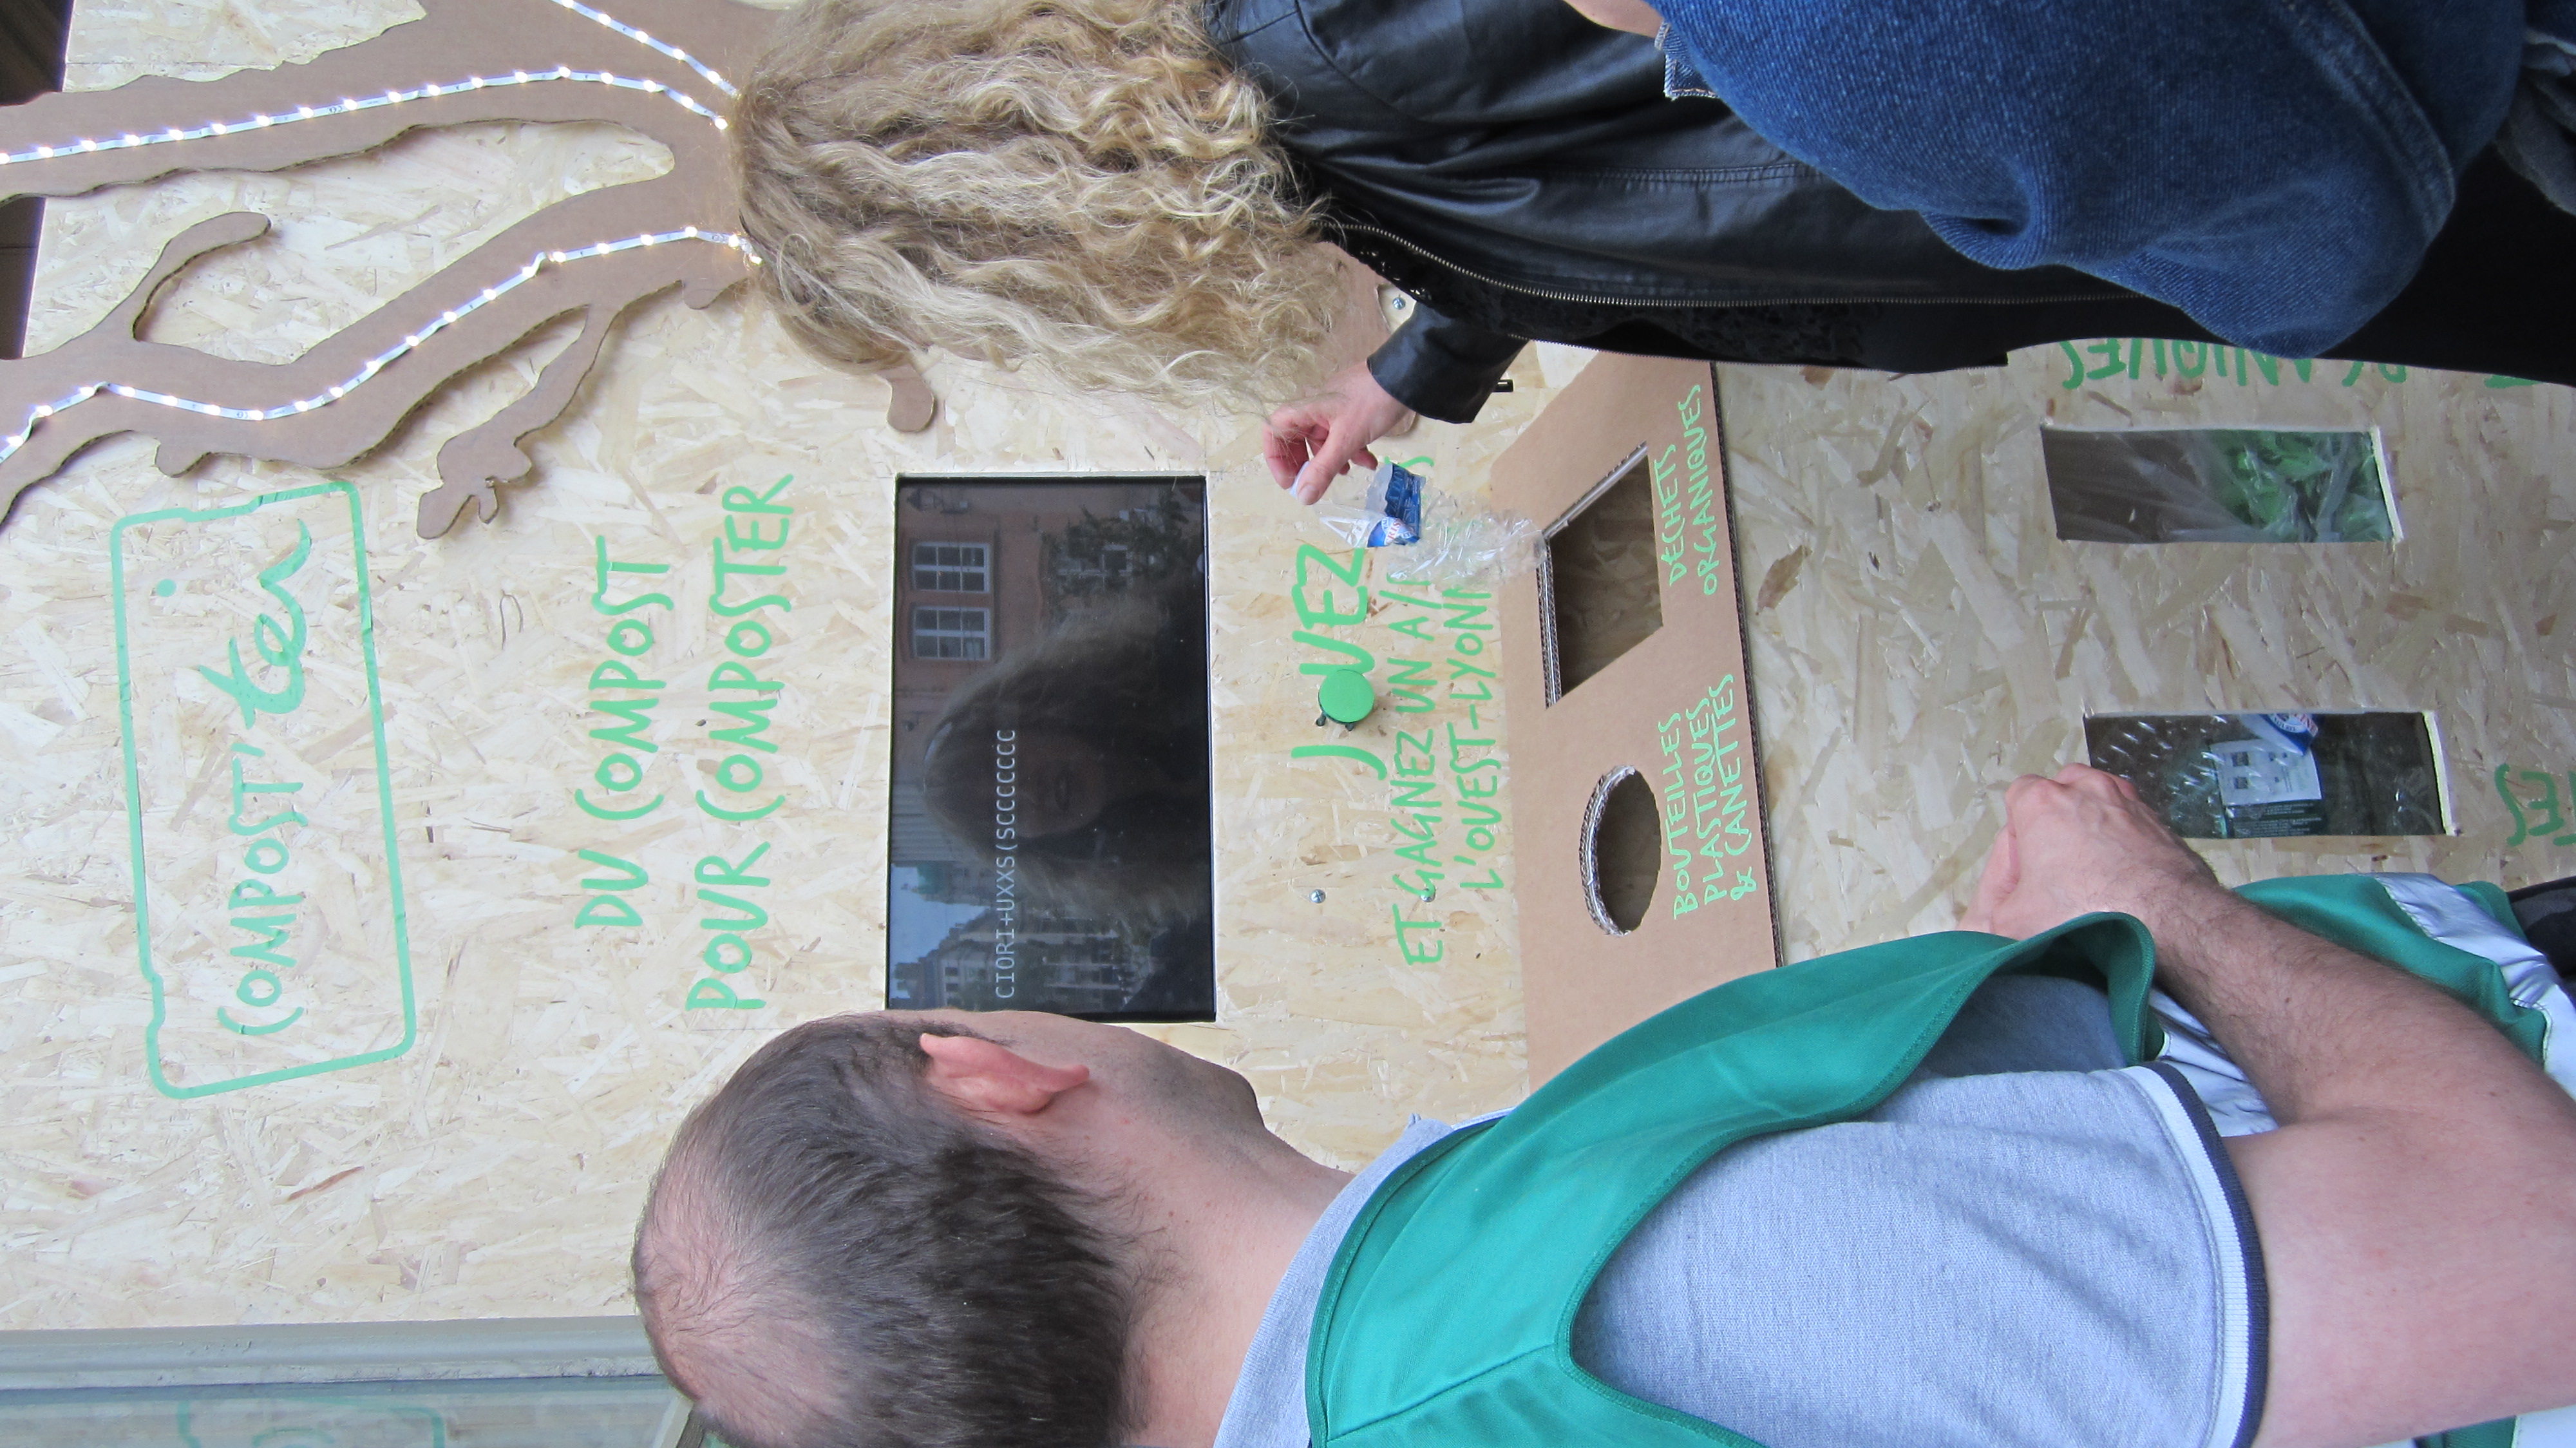 COMPOST'ter
DU COMPOST
POUR COMPOSTER
CIORI+UXXS(SCCCCCCC
JOUEZ
ET GAGNEZ UN A/R
L'OUEST-LYONN
BOUTEILLES
PLASTIQUES
& CANETTES
DÉCHETS
ORGANIQUES